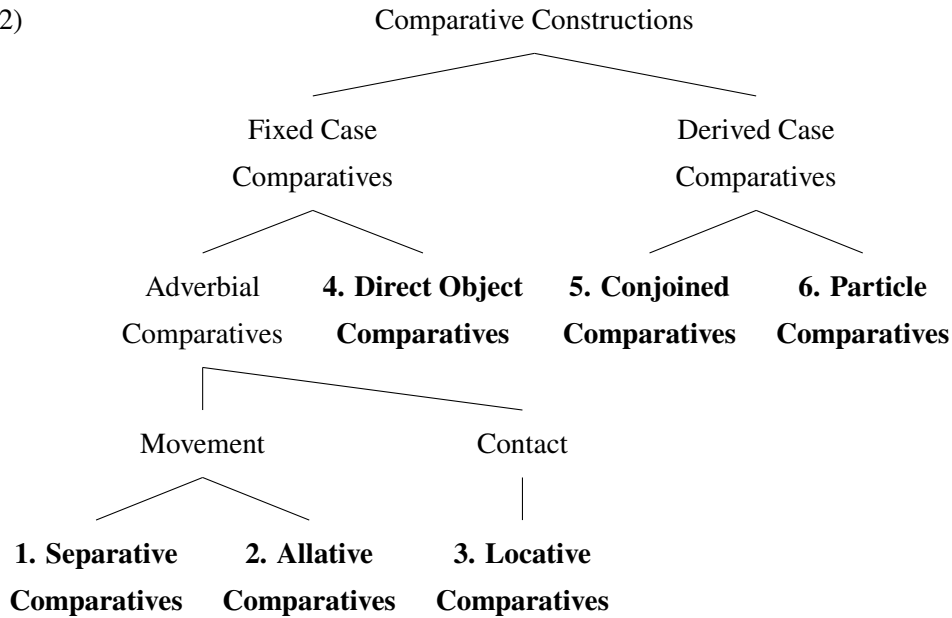 2) Comparative Constructions
Fixed Case Derived Case
Comparatives Comparatives
Adverbial 4. Direct Object 5. Conjoined 6. Particle
Comparatives Comparatives Comparatives Comparatives
Movement Contact
1. Separative 2. Allative 3. Locative
Comparatives Comparatives Comparatives